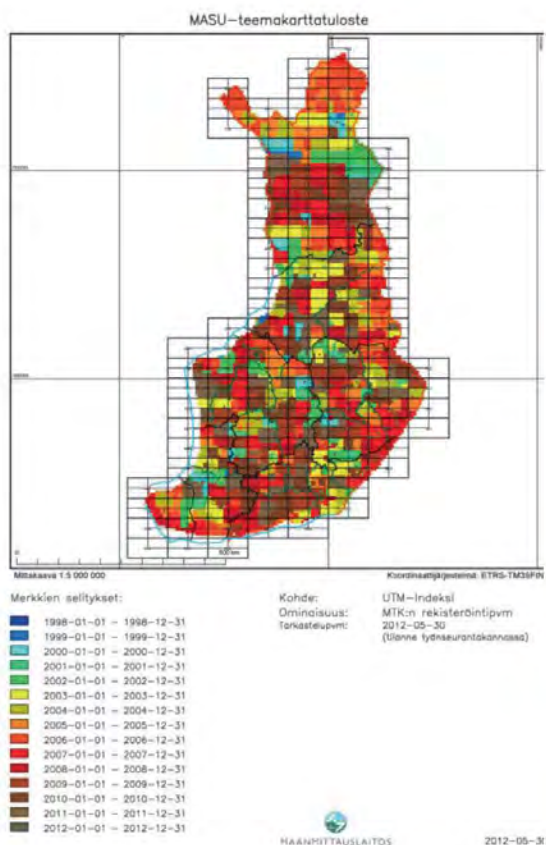 MASU-teemakarttatuloste
Mittakaava 1:5 000 000
Koordinaattijärjestelmä: ETRS-TM35FIN
Merkkien selitykset:
Kohde: UTM-Indeksi
Ominaisuus: MTK:n rekisteröintipvm
Tarkastelupvm: 2012-05-30
(tilanne työnseurantakannassa)
1998-01-01 - 1998-12-31
1999-01-01 - 1999-12-31
2000-01-01 - 2000-12-31
2001-01-01 - 2001-12-31
2002-01-01 - 2002-12-31
2003-01-01 - 2003-12-31
2004-01-01 - 2004-12-31
2005-01-01 - 2005-12-31
2006-01-01 - 2006-12-31
2007-01-01 - 2007-12-31
2008-01-01 - 2008-12-31
2009-01-01 - 2009-12-31
2010-01-01 - 2010-12-31
2011-01-01 - 2011-12-31
2012-01-01 - 2012-12-31
MAANMITTAUSLAITOS
2012-05-30